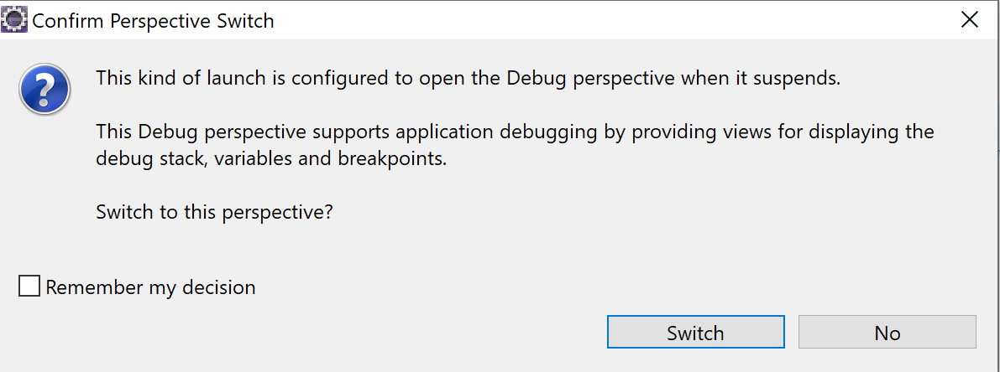 Confirm Perspective Switch
This kind of launch is configured to open the Debug perspective when it suspends.
This Debug perspective supports application debugging by providing views for displaying the
debug stack, variables and breakpoints.
Switch to this perspective?
Remember my decision
Switch
No